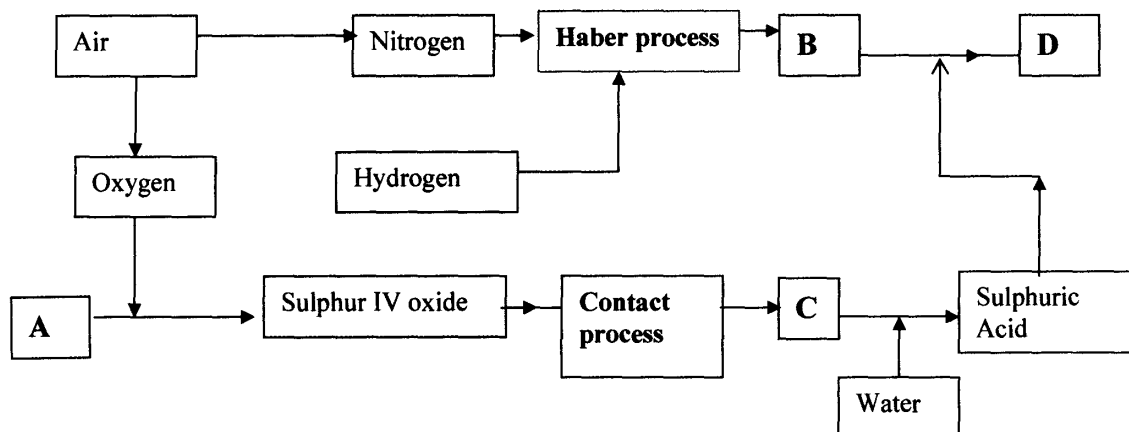 Air
Nitrogen
Haber process
B
D
Oxygen
Hydrogen
A
Sulphur IV oxide
Contact
process
C
Sulphuric
Acid
Water